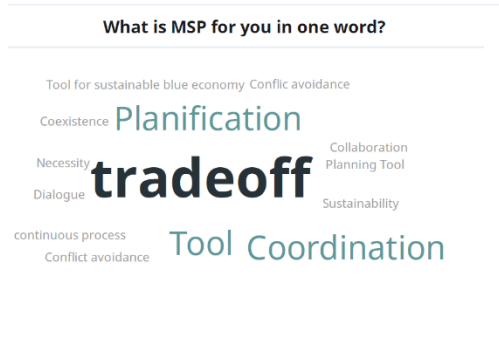 What is MSP for you in one word?
Tool for sustainable blue economy Conflic avoidance
Coexistence Planification
Collaboration
Necessity tradeoff Planning Tool
Dialogue Sustainability
continuous process Tool Coordination
Conflict avoidance